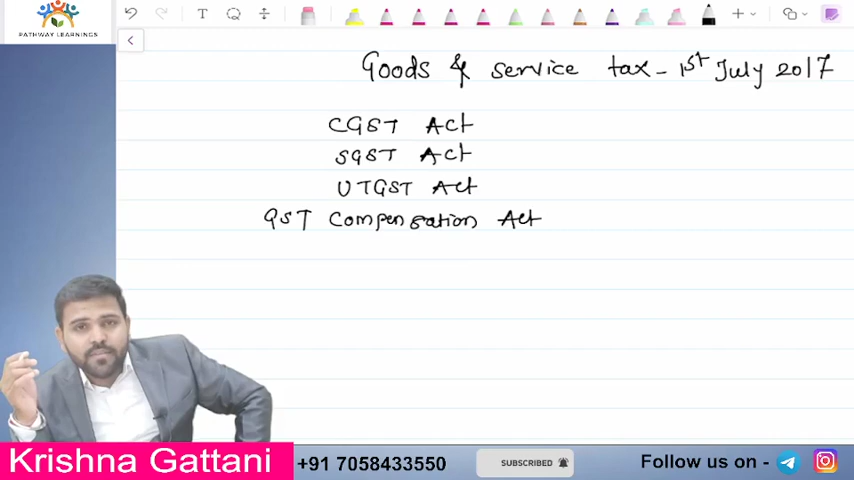 PATHWAY LEARNINGS
T
Goods & service tax - 1st July 2017
CGST Act
SGST Act
UTGST Act
GST Compensation Act
Krishna Gattani
+91 7058433550
SUBSCRIBED
Follow us on -